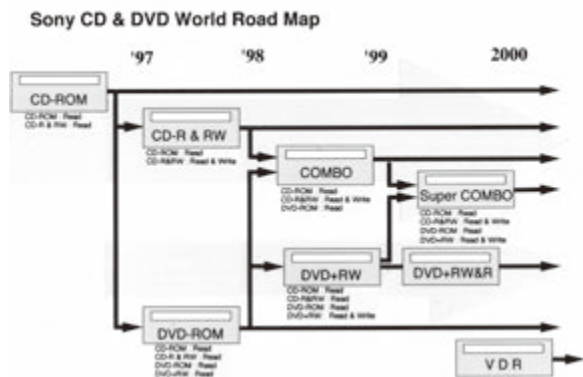 Sony CD & DVD World Road Map
'97 '98 '99 2000
CD-ROM
CD-ROM : Read
CD-R & RW : Read
CD-R & RW
CD-ROM : Read
CD-R&RW : Read & Write
COMBO
CD-ROM : Read
CD-R&RW : Read & Write
DVD-ROM : Read
Super COMBO
CD-ROM : Read
CD-R&RW : Read & Write
DVD-ROM : Read
DVD+RW : Read & Write
DVD+RW
CD-ROM : Read
CD-R&RW : Read
DVD-ROM : Read
DVD+RW : Read & Write
DVD+RW&R
DVD-ROM
CD-ROM : Read
CD-R & RW : Read
DVD-ROM : Read
DVD+RW : Read
V D R